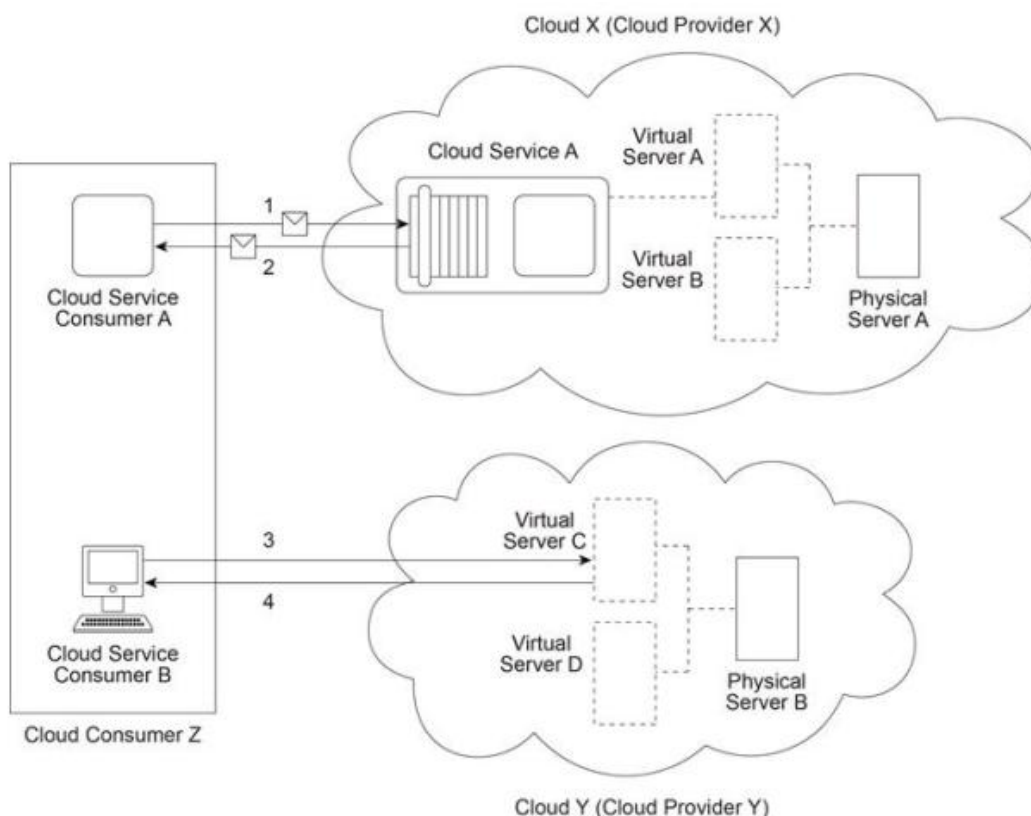 Cloud X (Cloud Provider X)
Cloud Service A
Virtual
Server A
1
2
Virtual
Server B
Cloud Service
Consumer A
Physical
Server A
3
Virtual
Server C
4
Cloud Service
Consumer B
Virtual
Server D
Physical
Server B
Cloud Consumer Z
Cloud Y (Cloud Provider Y)